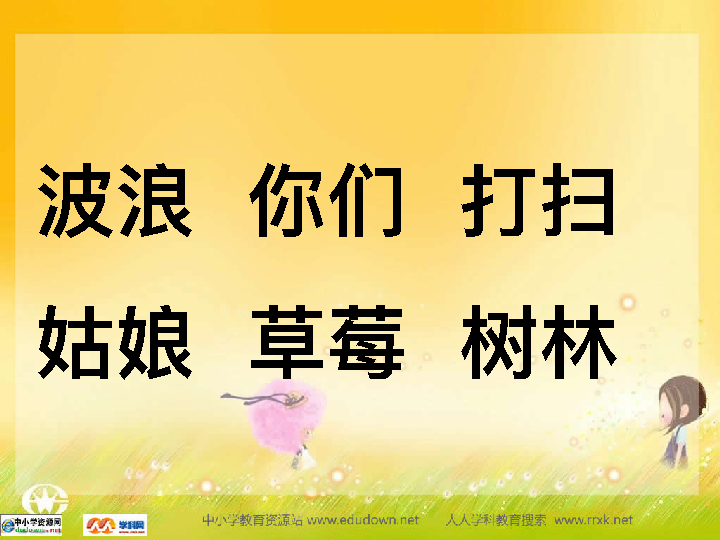 波浪 你们 打扫
姑娘 草莓 树林
中小学资源网
学科网
中小学教育资源站 www.edudown.net 人人学科教育搜索 www.rrxk.net